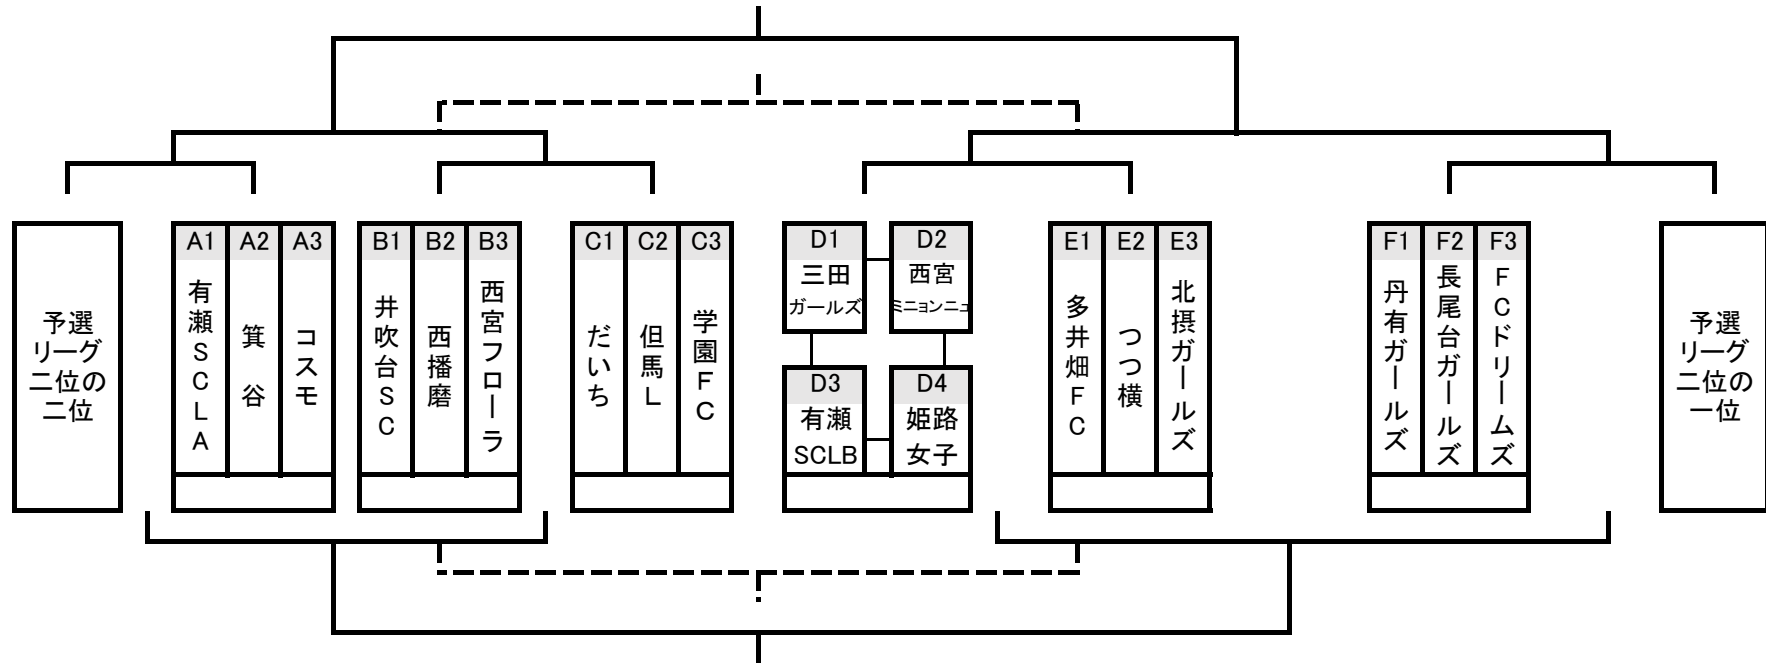 予選
リーグ
二位の
二位
A1
有瀬SCLA
A2
箕谷
A3
コスモ
B1
井吹台SC
B2
西播磨
B3
西宮フローラ
C1
だいち
C2
但馬L
C3
学園FC
D1
三田
ガールズ
D2
西宮
ミニョンニュ
D3
有瀬
SCLB
D4
姫路
女子
E1
多井畑FC
E2
つつ横
E3
北摂ガールズ
F1
丹有ガールズ
F2
長尾台ガールズ
F3
FCドリームズ
予選
リーグ
二位の
一位